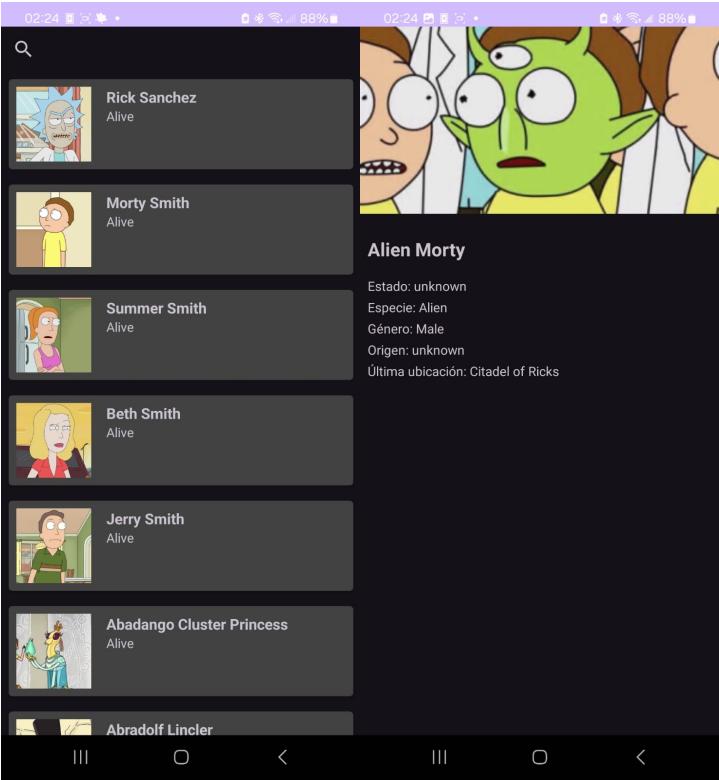 02:24
88%
Rick Sanchez
Alive
Morty Smith
Alive
Summer Smith
Alive
Beth Smith
Alive
Jerry Smith
Alive
Abadango Cluster Princess
Alive
Abradolf Lincler
02:24
88%
Alien Morty
Estado: unknown
Especie: Alien
Género: Male
Origen: unknown
Última ubicación: Citadel of Ricks